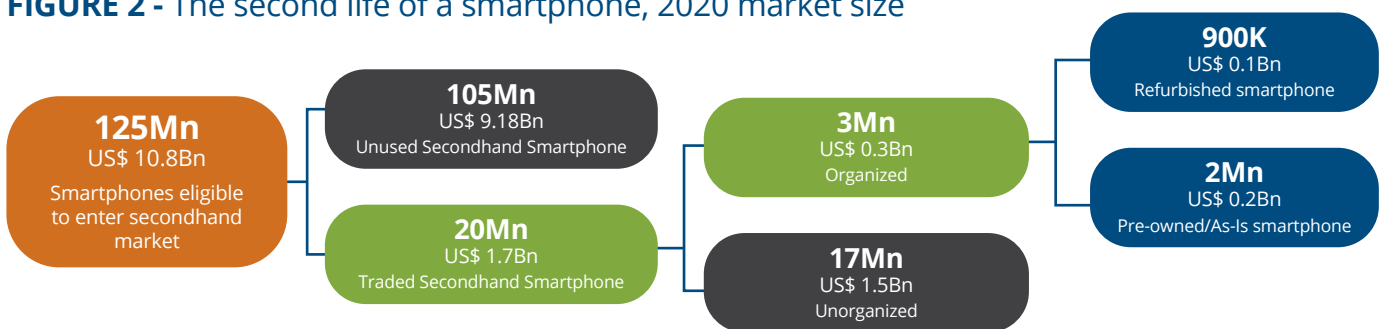 FIGURE 2 - The second life of a smartphone, 2020 market size
125Mn
US$ 10.8Bn
Smartphones eligible
to enter secondhand
market
105Mn
US$ 9.18Bn
Unused Secondhand Smartphone
20Mn
US$ 1.7Bn
Traded Secondhand Smartphone
3Mn
US$ 0.3Bn
Organized
17Mn
US$ 1.5Bn
Unorganized
900K
US$ 0.1Bn
Refurbished smartphone
2Mn
US$ 0.2Bn
Pre-owned/As-Is smartphone